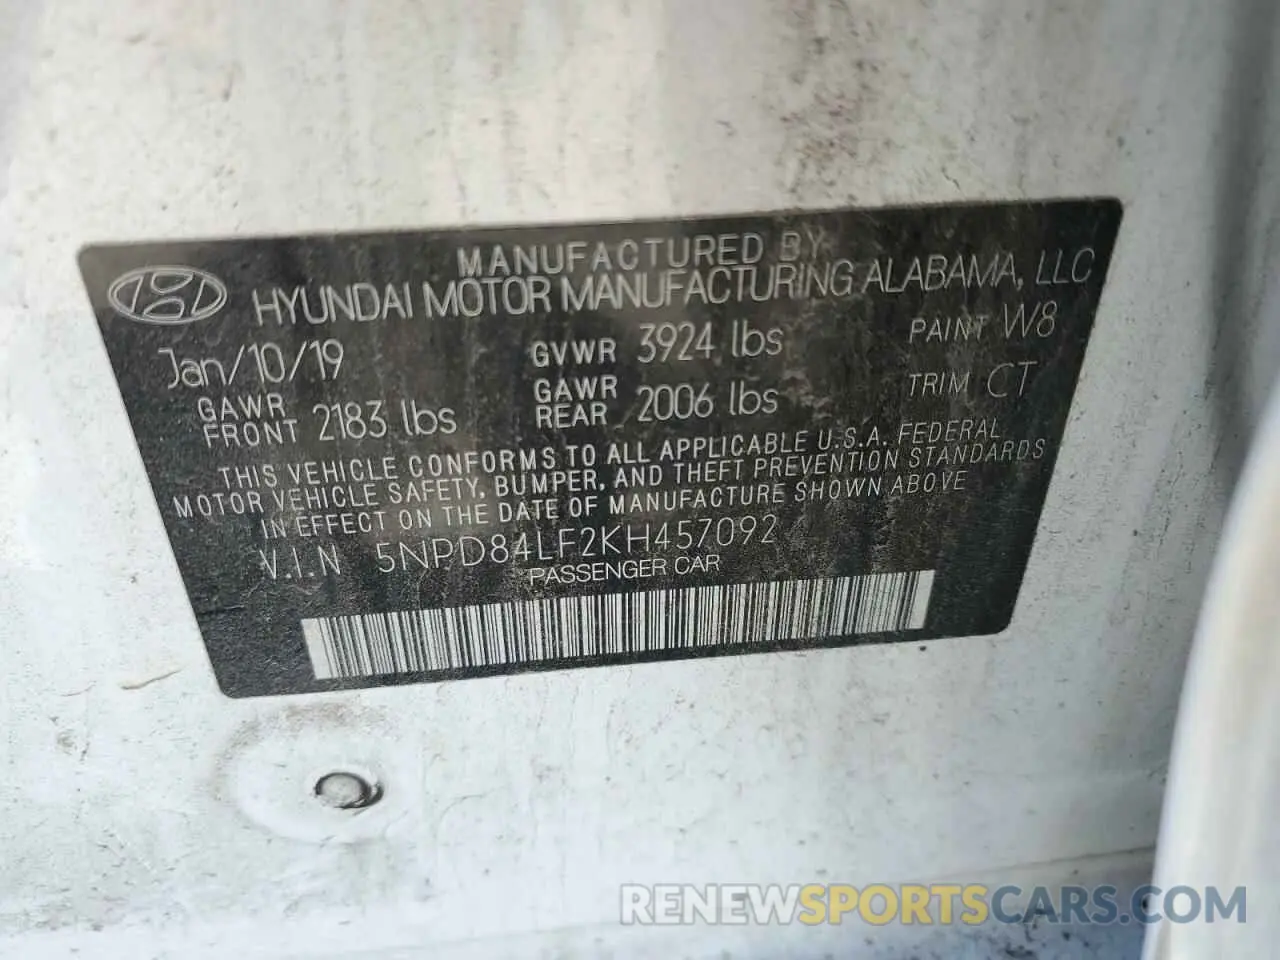 MANUFACTURED BY
HYUNDAI MOTOR MANUFACTURING ALABAMA, LLC
Jan/10/19 GVWR 3924 lbs PAINT W8
GAWR FRONT 2183 lbs GAWR REAR 2006 lbs TRIM CT
THIS VEHICLE CONFORMS TO ALL APPLICABLE U.S.A. FEDERAL
MOTOR VEHICLE SAFETY, BUMPER, AND THEFT PREVENTION STANDARDS
IN EFFECT ON THE DATE OF MANUFACTURE SHOWN ABOVE
V.I.N 5NPD84LF2KH457092
PASSENGER CAR
RENEWSPORTSCARS.COM